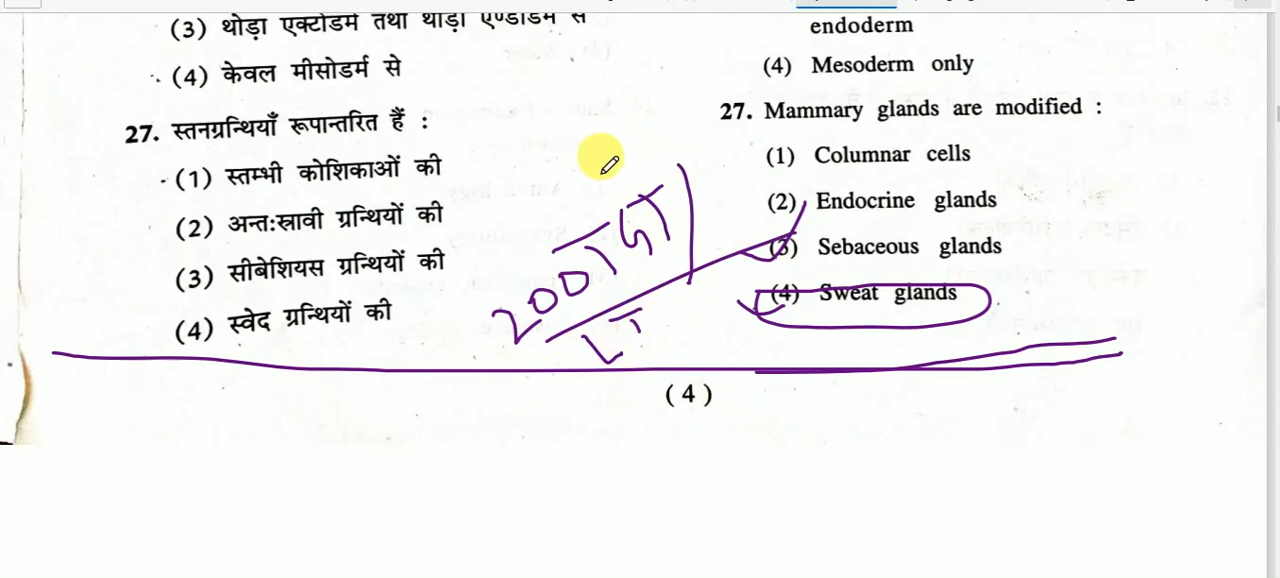 (3) थोड़ा एक्टोडर्म तथा थोड़ा एण्डोडर्म से
(4) केवल मीसोडर्म से
27. स्तनग्रन्थियाँ रूपान्तरित हैं :
(1) स्तम्भी कोशिकाओं की
(2) अन्तःस्रावी ग्रन्थियों की
(3) सीबेशियस ग्रन्थियों की
(4) स्वेद ग्रन्थियों की
endoderm
(4) Mesoderm only
27. Mammary glands are modified :
(1) Columnar cells
(2) Endocrine glands
(3) Sebaceous glands
(4) Sweat glands
(4)